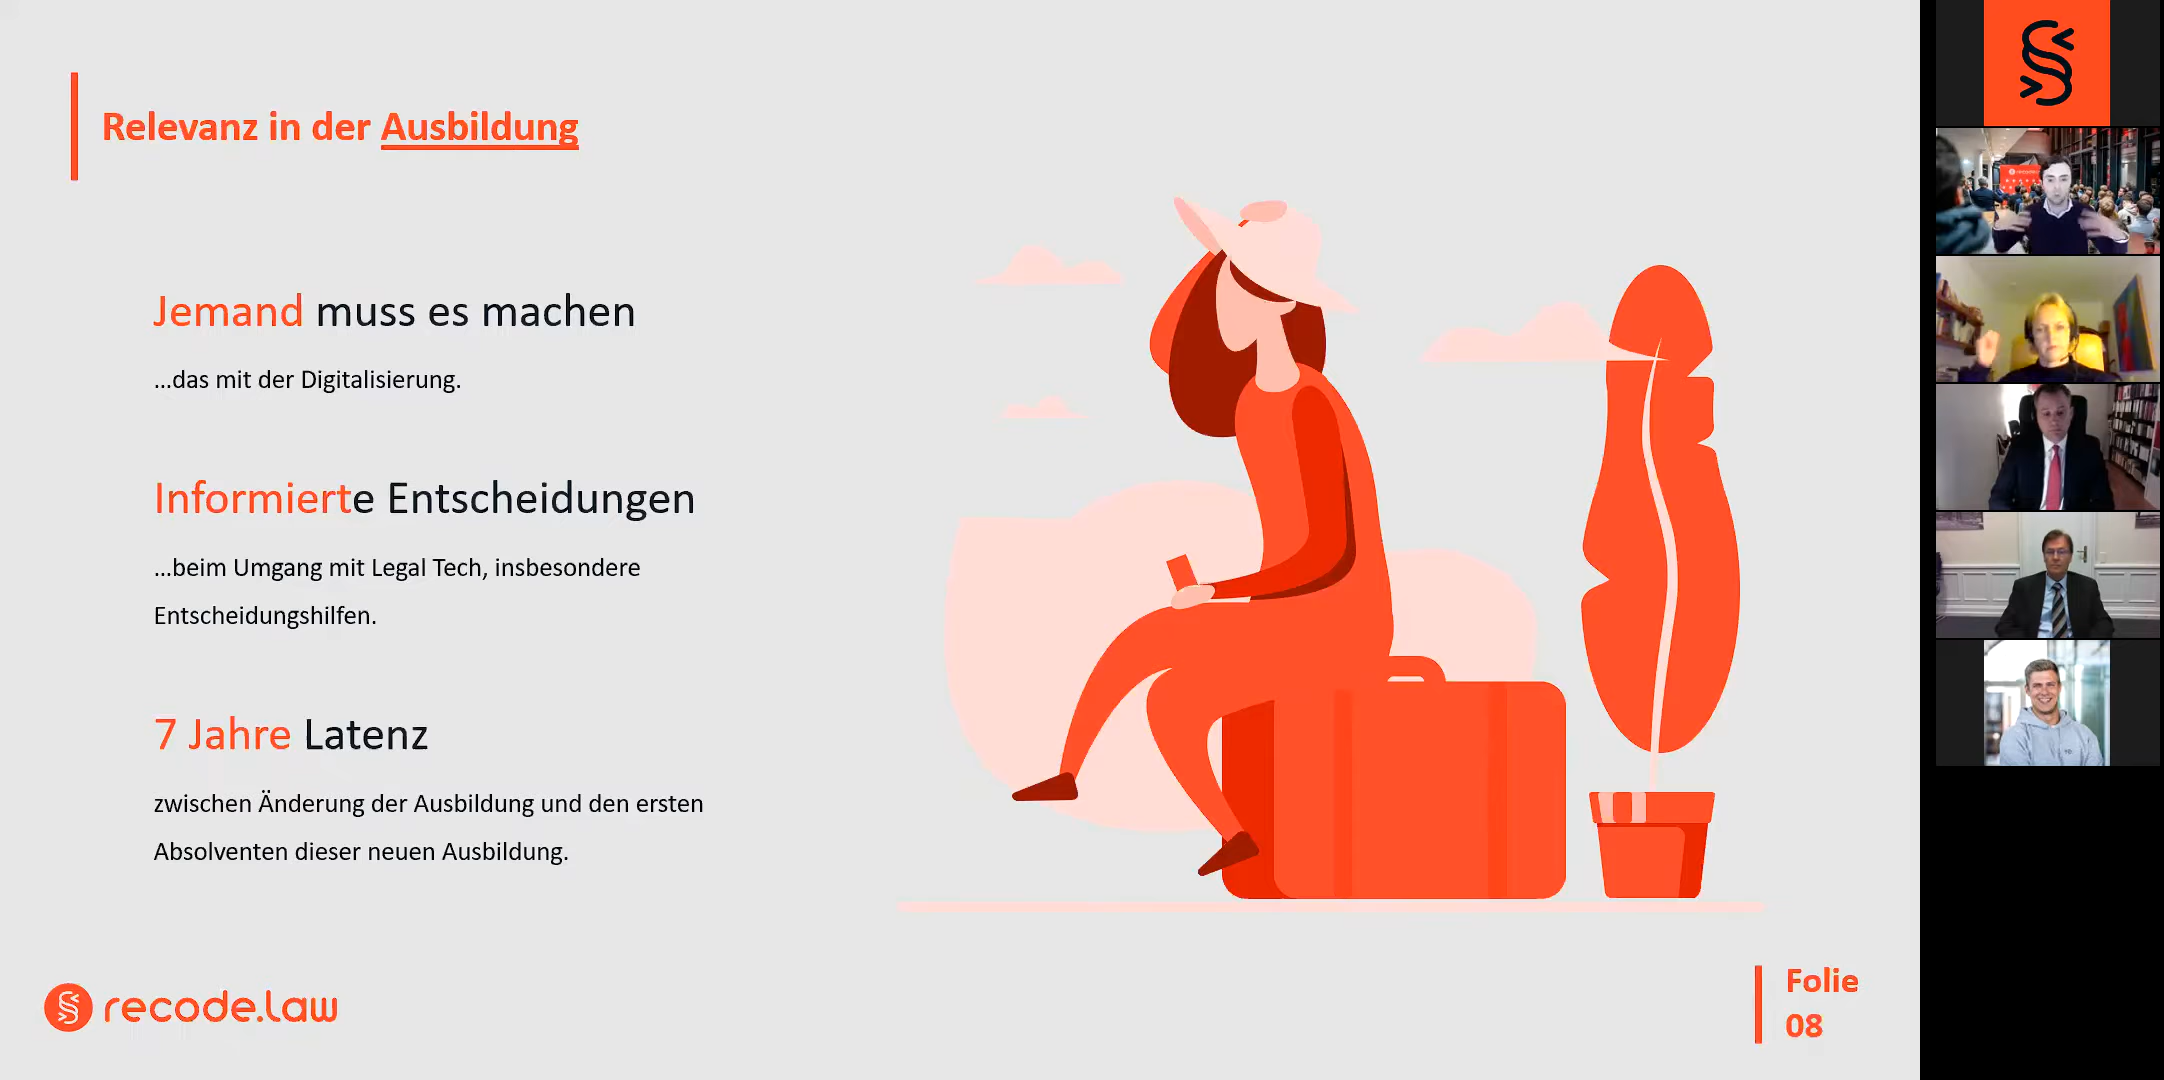 Relevanz in der Ausbildung
Jemand muss es machen
...das mit der Digitalisierung.
Informierte Entscheidungen
...beim Umgang mit Legal Tech, insbesondere
Entscheidungshilfen.
7 Jahre Latenz
zwischen Änderung der Ausbildung und den ersten
Absolventen dieser neuen Ausbildung.
recode.law
Folie
08